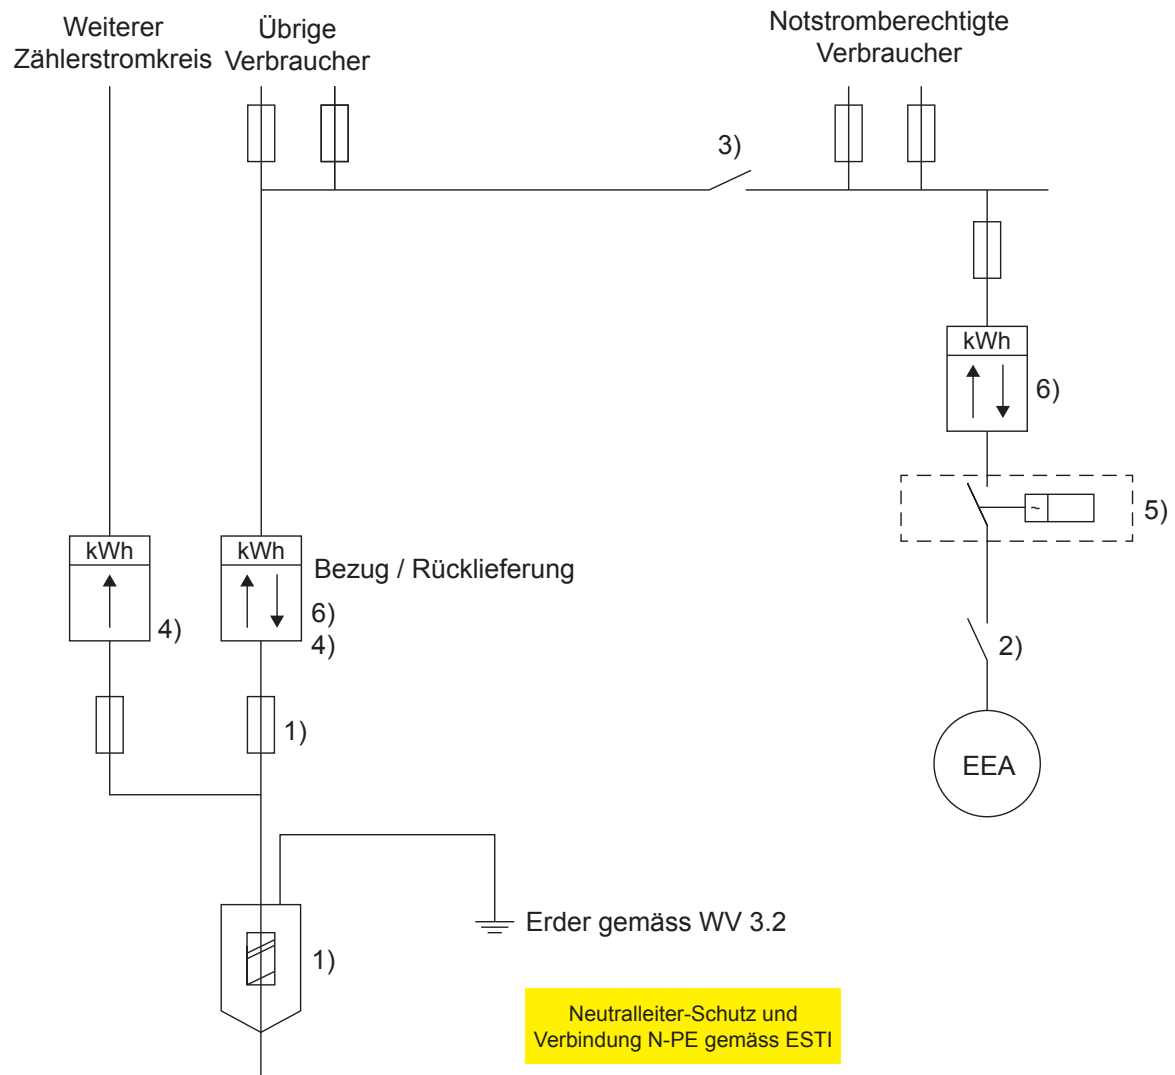 Weiterer
Zählerstromkreis
Übrige
Verbraucher
Notstromberechtigte
Verbraucher
3)
kWh
6)
~
5)
kWh
4)
kWh
Bezug / Rücklieferung
6)
4)
2)
1)
EEA
Erder gemäss WV 3.2
1)
Neutralleiter-Schutz und
Verbindung N-PE gemäss ESTI